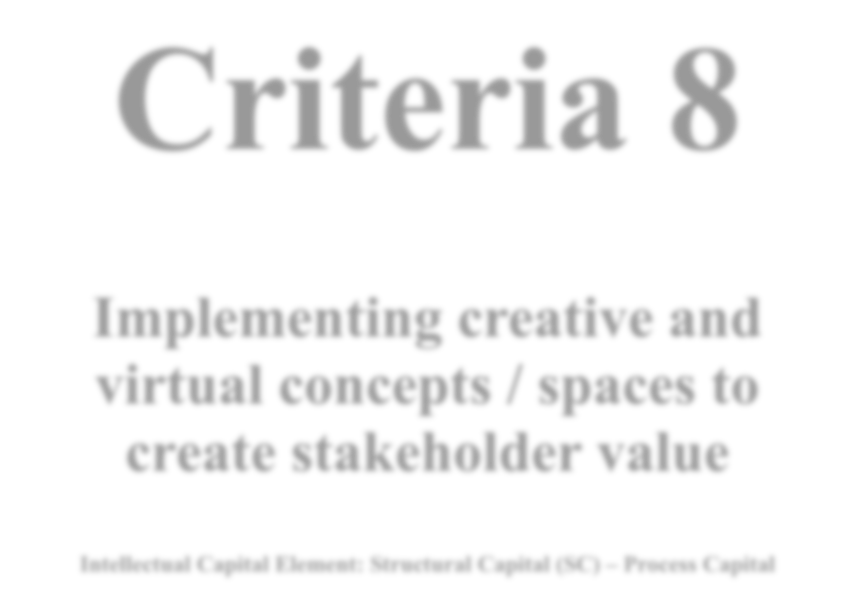 Criteria 8
Implementing creative and
virtual concepts / spaces to
create stakeholder value
Intellectual Capital Element: Structural Capital (SC) – Process Capital